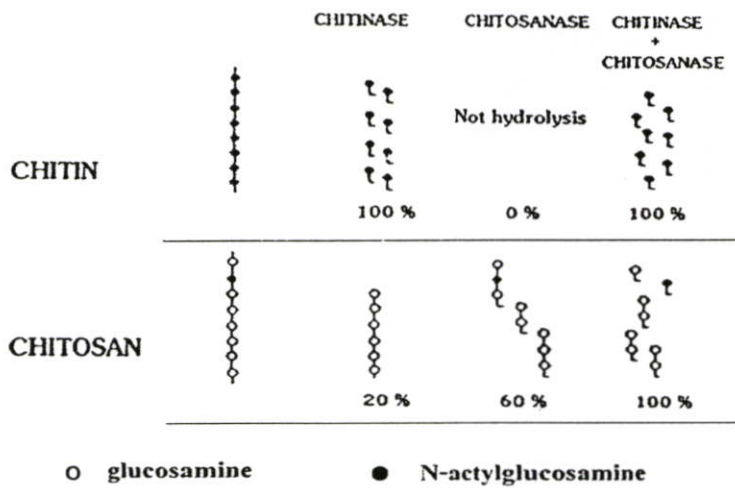 CHITINASE CHITOSANASE CHITINASE
+
CHITOSANASE
Not hydrolysis
CHITIN
100 % 0 % 100 %
CHITOSAN
20 % 60 % 100 %
glucosamine N-actylglucosamine